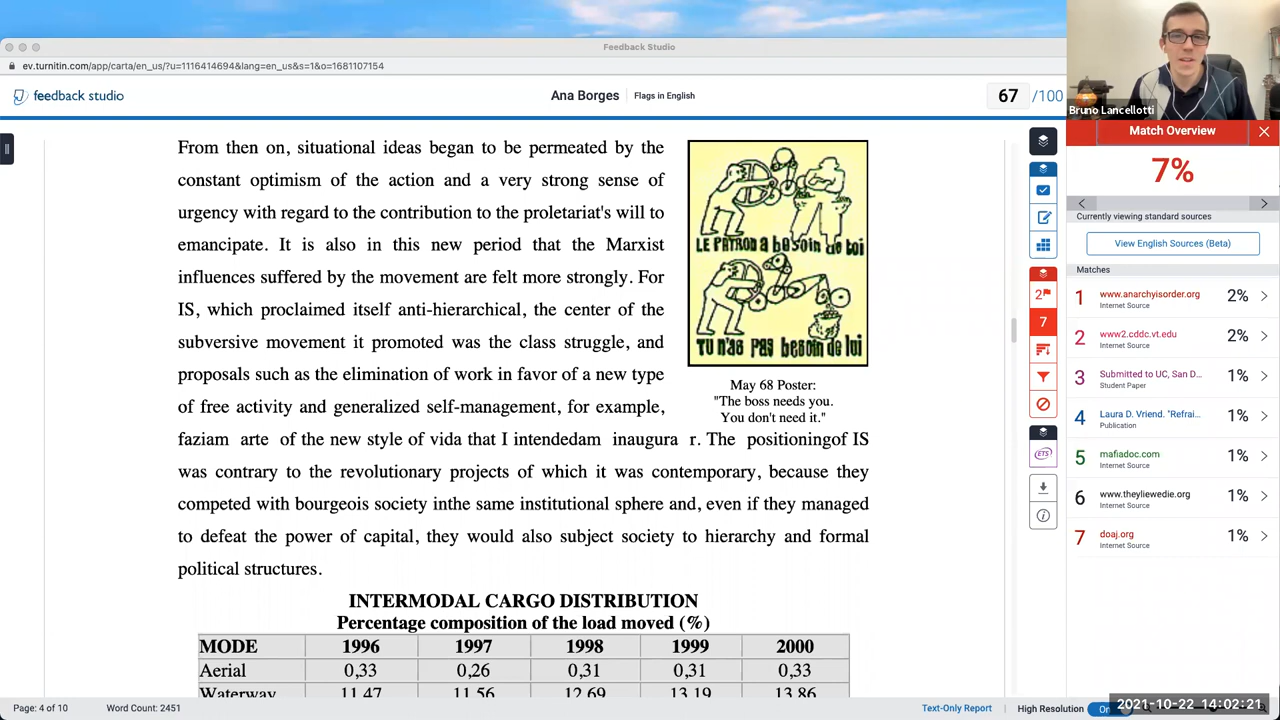 Feedback Studio
ev.turnitin.com/app/carta/en_us/?u=1116414694&lang=en_us&s=1&o=1681107154
feedback studio
Ana Borges
Flags in English
67 /100
Bruno Lancellotti
From then on, situational ideas began to be permeated by the
constant optimism of the action and a very strong sense of
urgency with regard to the contribution to the proletariat's will to
emancipate. It is also in this new period that the Marxist
influences suffered by the movement are felt more strongly. For
IS, which proclaimed itself anti-hierarchical, the center of the
subversive movement it promoted was the class struggle, and
proposals such as the elimination of work in favor of a new type
of free activity and generalized self-management, for example,
faziam arte of the new style of vida that I intendedam inaugura r. The positioningof IS
was contrary to the revolutionary projects of which it was contemporary, because they
competed with bourgeois society inthe same institutional sphere and, even if they managed
to defeat the power of capital, they would also subject society to hierarchy and formal
political structures.
LE PATRON a besoin de toi
TU N'AS PAS besoin de lui
May 68 Poster:
"The boss needs you.
You don't need it."
INTERMODAL CARGO DISTRIBUTION
Percentage composition of the load moved (%)
MODE 1996 1997 1998 1999 2000
Aerial 0,33 0,26 0,31 0,31 0,33
Waterway 11,47 11,56 12,69 13,19 13,86
2
7
ETS
Match Overview
7%
Currently viewing standard sources
View English Sources (Beta)
Matches
1 www.anarchyisorder.org 2%
Internet Source
2 www2.cddc.vt.edu 2%
Internet Source
3 Submitted to UC, San D... 1%
Student Paper
4 Laura D. Vriend. "Refrai... 1%
Publication
5 mafiadoc.com 1%
Internet Source
6 www.theyliewedie.org 1%
Internet Source
7 doaj.org 1%
Internet Source
Page: 4 of 10
Word Count: 2451
Text-Only Report
High Resolution
On
2021-10-22 14:02:21